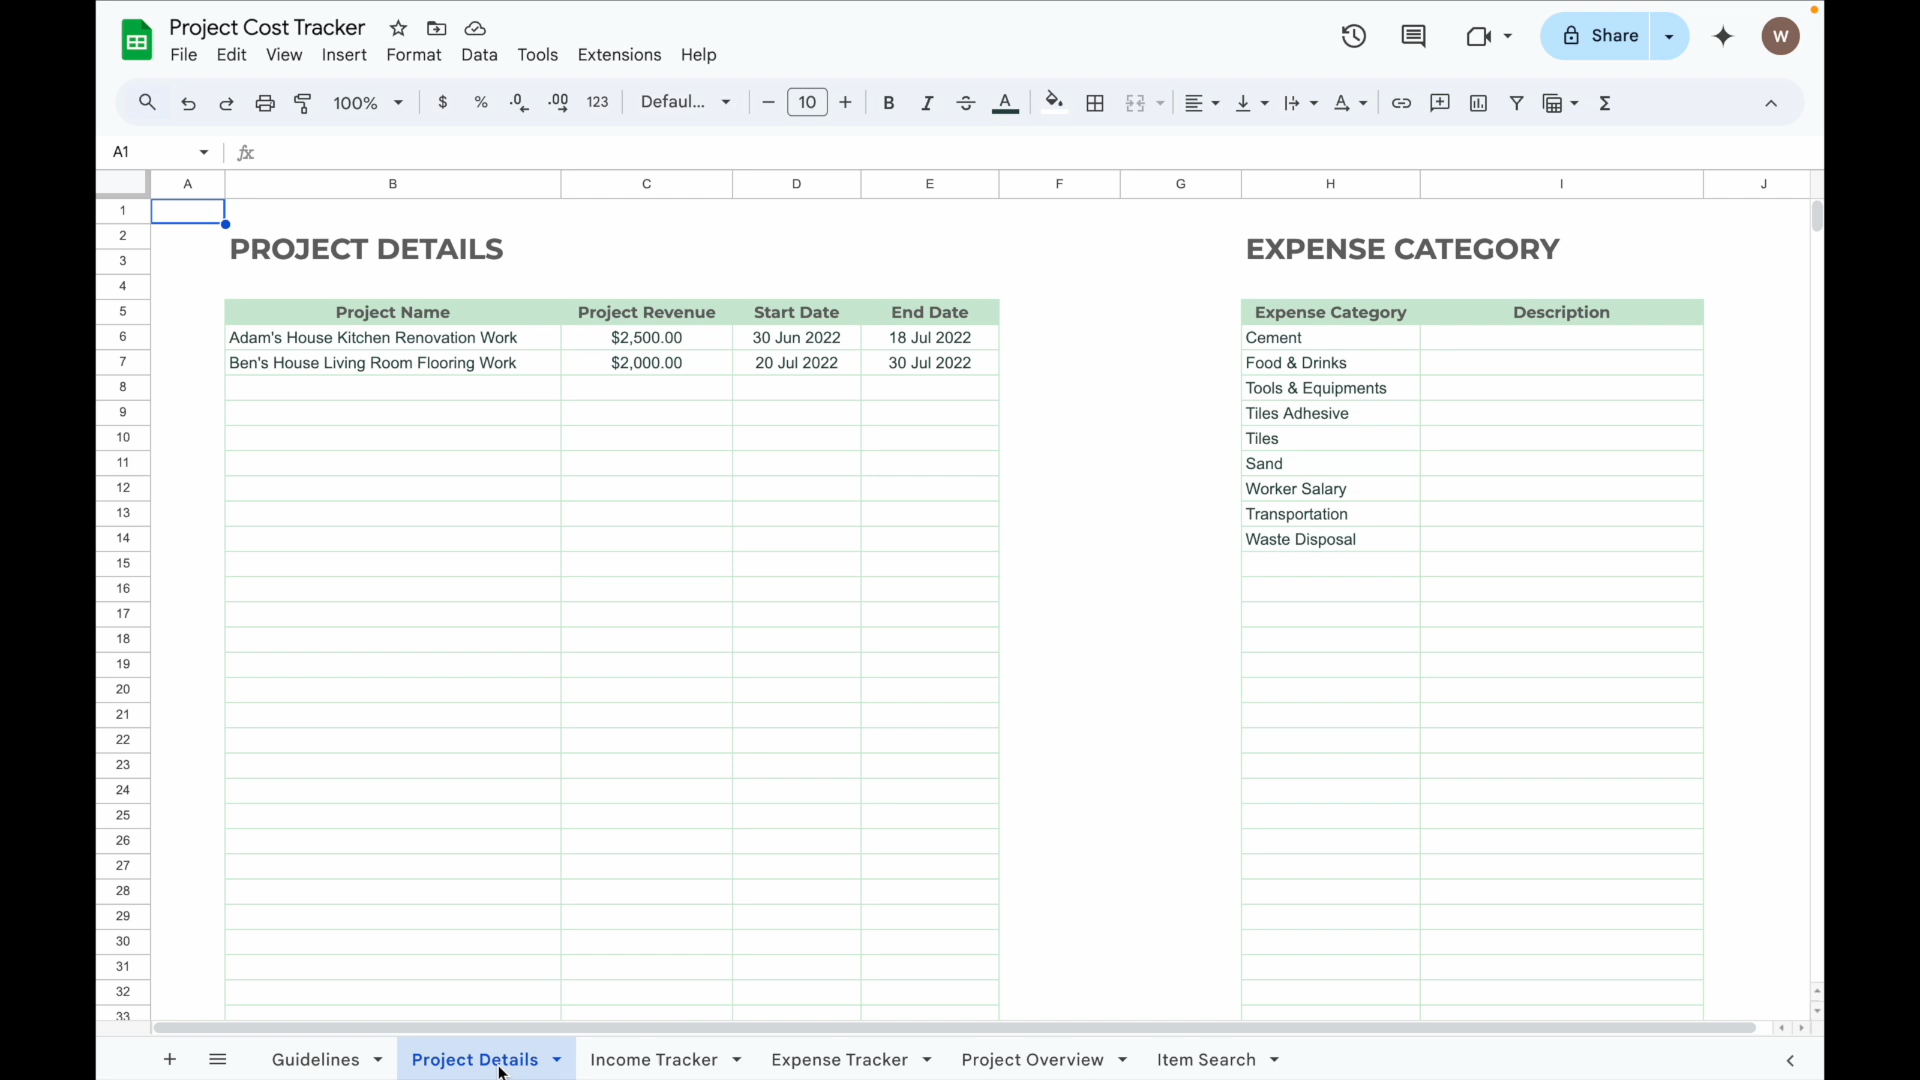 Project Cost Tracker
File Edit View Insert Format Data Tools Extensions Help
Share
W
100% $ % .0 .00 123 Defaul... 10 B I A Σ
A1 fx
A B C D E F G H I J
1
2
PROJECT DETAILS EXPENSE CATEGORY
3
4
5 Project Name Project Revenue Start Date End Date Expense Category Description
6 Adam's House Kitchen Renovation Work $2,500.00 30 Jun 2022 18 Jul 2022 Cement
7 Ben's House Living Room Flooring Work $2,000.00 20 Jul 2022 30 Jul 2022 Food & Drinks
8 Tools & Equipments
9 Tiles Adhesive
10 Tiles
11 Sand
12 Worker Salary
13 Transportation
14 Waste Disposal
15
16
17
18
19
20
21
22
23
24
25
26
27
28
29
30
31
32
33
Guidelines Project Details Income Tracker Expense Tracker Project Overview Item Search